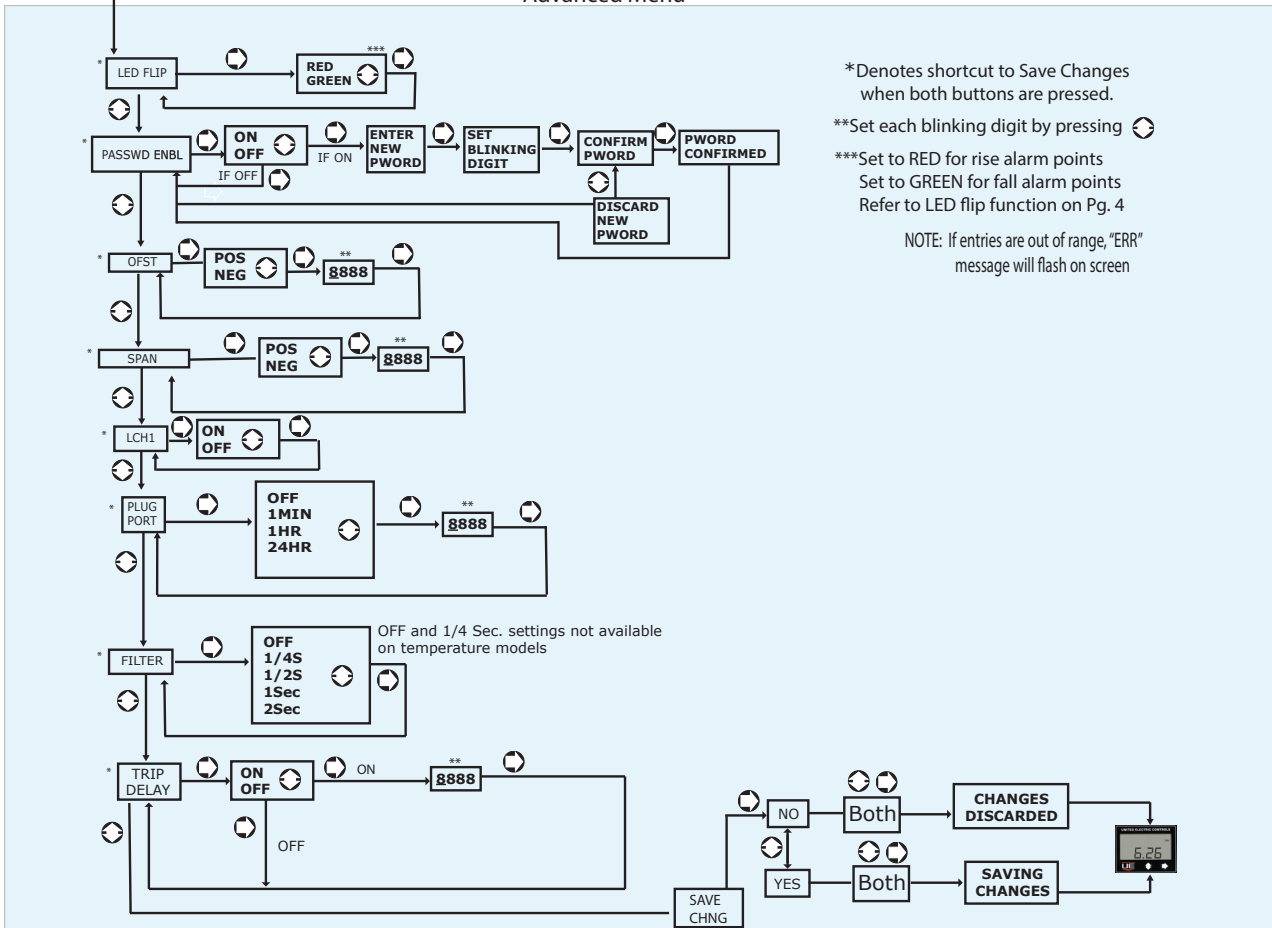 Advanced Menu
*
LED FLIP
***
RED
GREEN
*Denotes shortcut to Save Changes
when both buttons are pressed.
**Set each blinking digit by pressing
***Set to RED for rise alarm points
Set to GREEN for fall alarm points
Refer to LED flip function on Pg. 4
NOTE: If entries are out of range, "ERR"
message will flash on screen
*
PASSWD ENBL
ON
OFF
IF ON
IF OFF
ENTER
NEW
PWORD
SET
BLINKING
DIGIT
CONFIRM
PWORD
PWORD
CONFIRMED
DISCARD
NEW
PWORD
*
OFST
POS
NEG
**
8888
*
SPAN
POS
NEG
**
8888
*
LCH1
ON
OFF
*
PLUG
PORT
OFF
1MIN
1HR
24HR
**
8888
*
FILTER
OFF
1/4S
1/2S
1Sec
2Sec
OFF and 1/4 Sec. settings not available
on temperature models
*
TRIP
DELAY
ON
OFF
ON
**
8888
OFF
SAVE
CHNG
NO
Both
CHANGES
DISCARDED
YES
Both
SAVING
CHANGES
UNITED ELECTRIC CONTROLS
6.26
UE